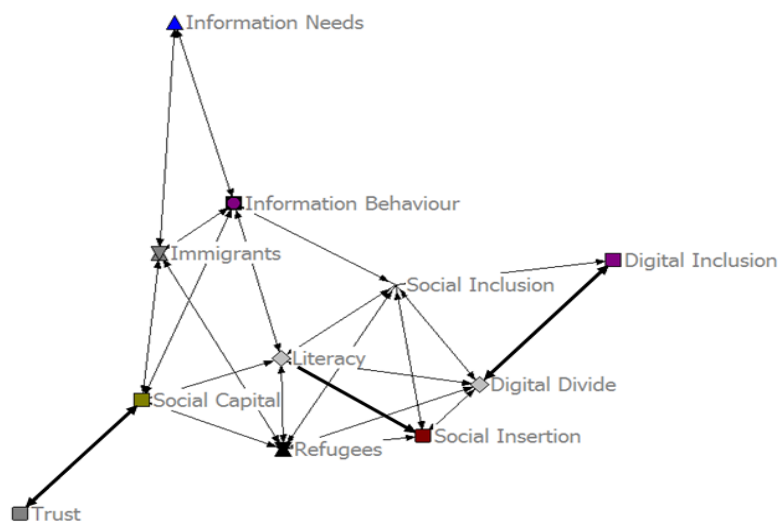 Information Needs
Information Behaviour
Immigrants
Digital Inclusion
Social Inclusion
Literacy
Digital Divide
Social Capital
Social Insertion
Refugees
Trust